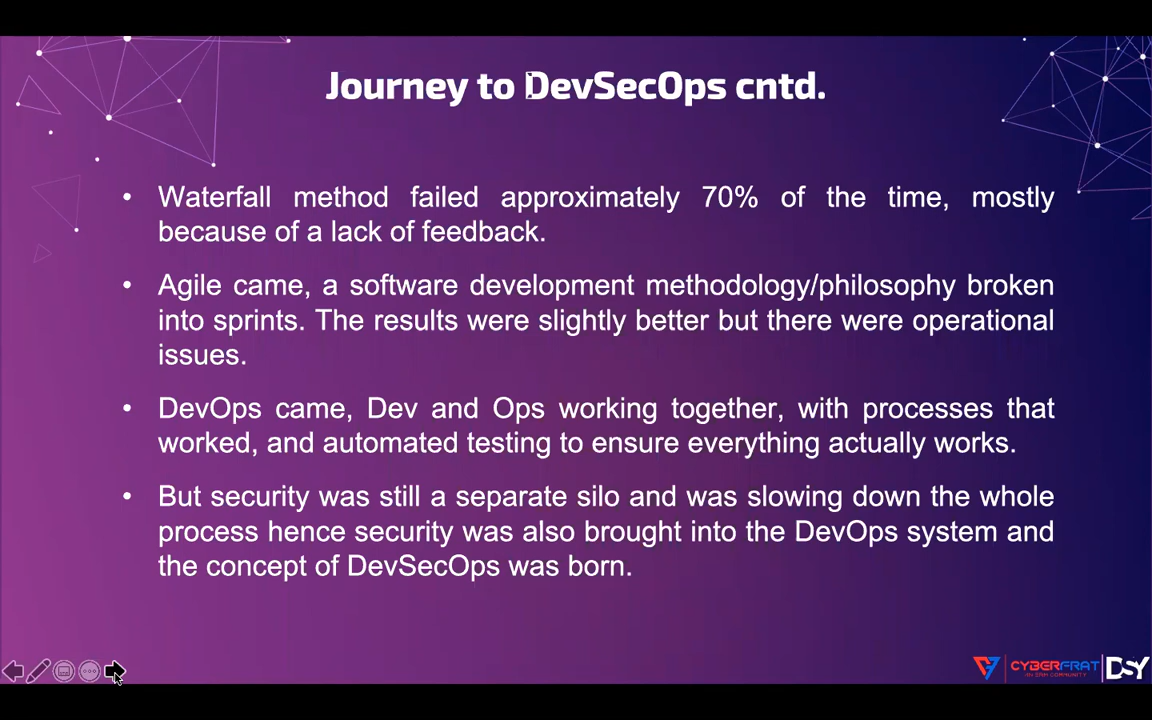 Journey to DevSecOps cntd.
• Waterfall method failed approximately 70% of the time, mostly
because of a lack of feedback.
• Agile came, a software development methodology/philosophy broken
into sprints. The results were slightly better but there were operational
issues.
• DevOps came, Dev and Ops working together, with processes that
worked, and automated testing to ensure everything actually works.
• But security was still a separate silo and was slowing down the whole
process hence security was also brought into the DevOps system and
the concept of DevSecOps was born.
CYBERFRAT
DSY